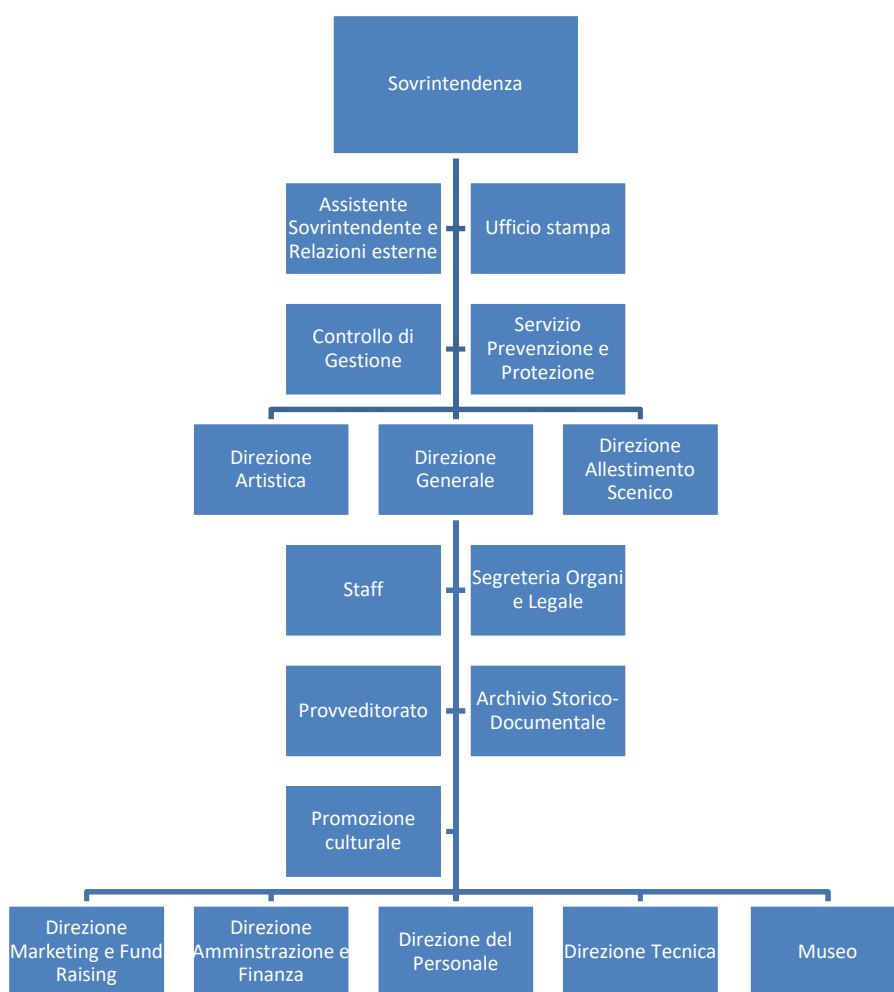 Sovrintendenza
Assistente
Sovrintendente e
Relazioni esterne
Ufficio stampa
Controllo di
Gestione
Servizio
Prevenzione e
Protezione
Direzione
Artistica
Direzione
Generale
Direzione
Allestimento
Scenico
Staff
Segreteria Organi
e Legale
Provveditorato
Archivio Storico-
Documentale
Promozione
culturale
Direzione
Marketing e Fund
Raising
Direzione
Amminstrazione e
Finanza
Direzione del
Personale
Direzione Tecnica
Museo